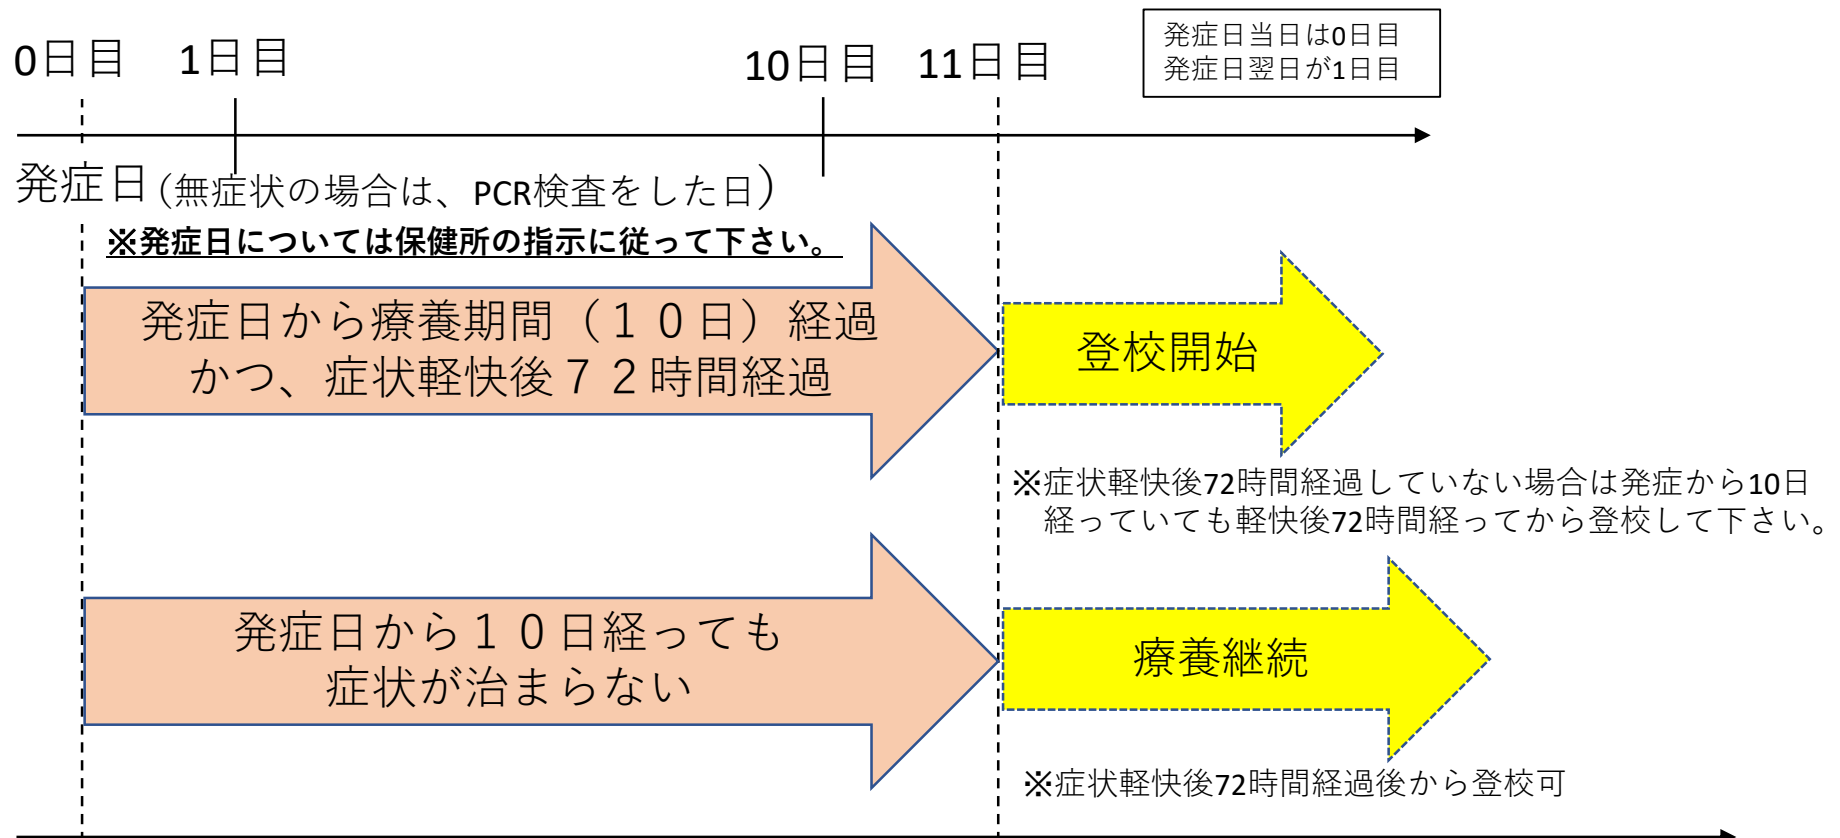 0日目
1日目
10日目
11日目
発症日当日は0日目
発症日翌日が1日目
発症日(無症状の場合は、PCR検査をした日)
※発症日については保健所の指示に従って下さい。
発症日から療養期間（１０日）経過
かつ、症状軽快後７２時間経過
登校開始
※症状軽快後72時間経過していない場合は発症から10日
経っていても軽快後72時間経ってから登校して下さい。
発症日から１０日経っても
症状が治まらない
療養継続
※症状軽快後72時間経過後から登校可